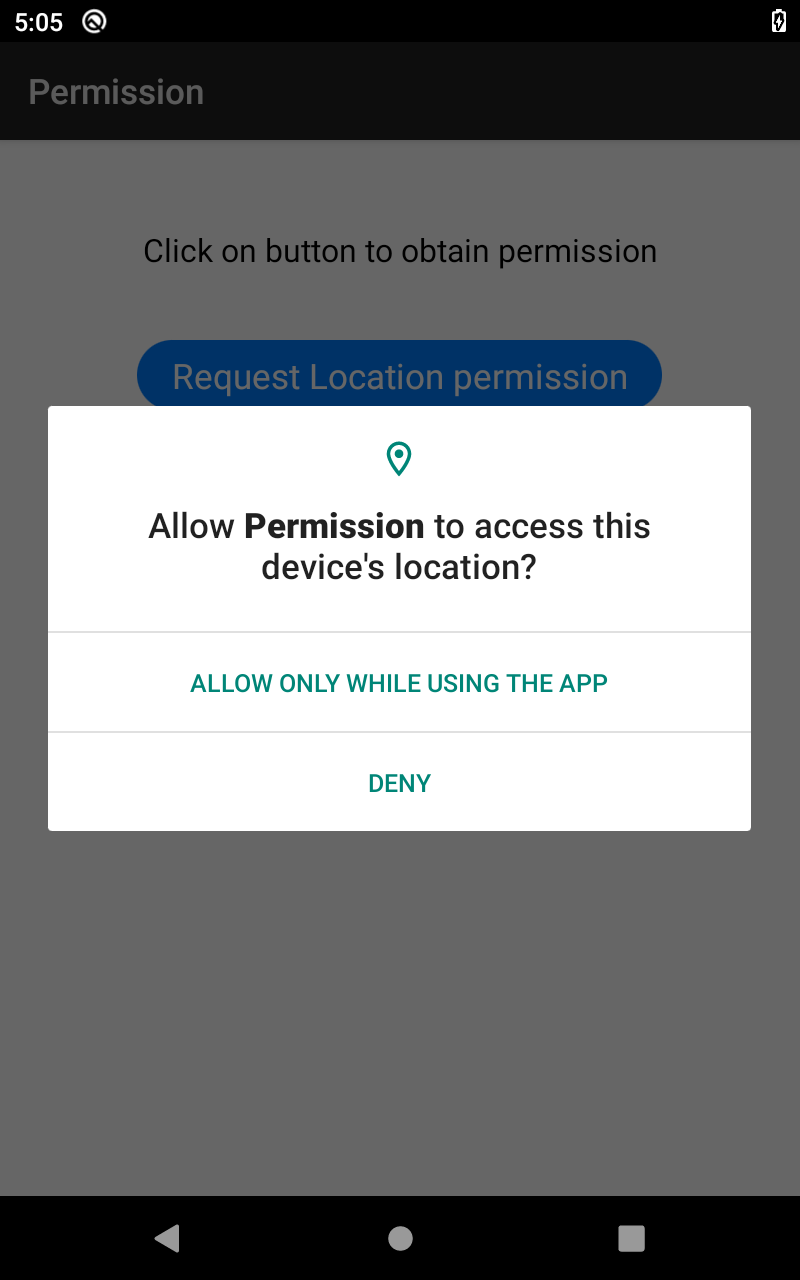 5:05
Permission
Click on button to obtain permission
Request Location permission
Allow Permission to access this
device's location?
ALLOW ONLY WHILE USING THE APP
DENY